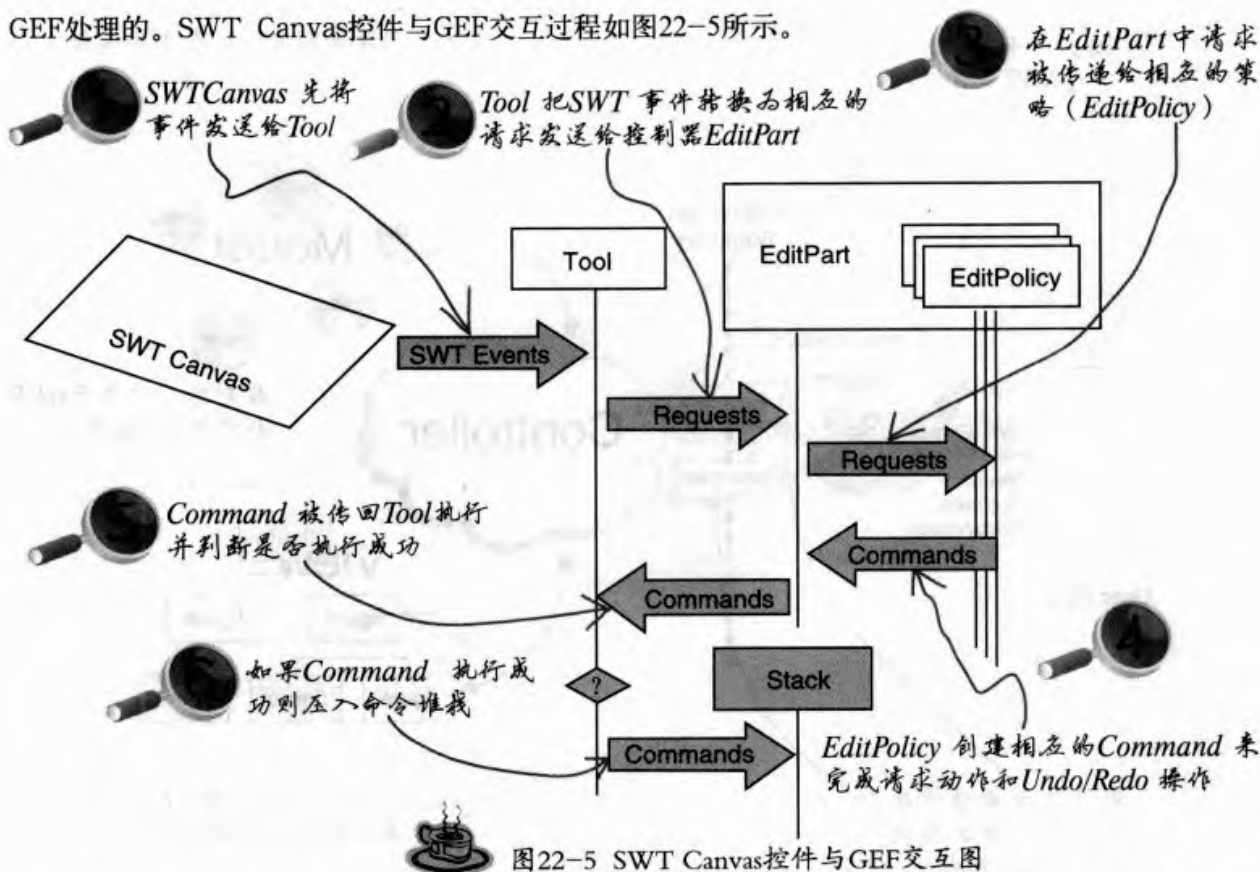 GEF处理的。SWT Canvas控件与GEF交互过程如图22-5所示。
SWTCanvas 先将
事件发送给Tool
2
Tool 把SWT 事件转换为相应的
请求发送给控制器EditPart
3
在EditPart中请求
被传递给相应的策
略（EditPolicy）
Tool
EditPart
EditPolicy
SWT Canvas
SWT Events
Requests
Requests
Command 被传回Tool执行
并判断是否执行成功
Commands
Commands
4
如果Command 执行成
功则压入命令堆栈
?
Stack
Commands
EditPolicy 创建相应的Command 来
完成请求动作和Undo/Redo 操作
图22-5 SWT Canvas控件与GEF交互图